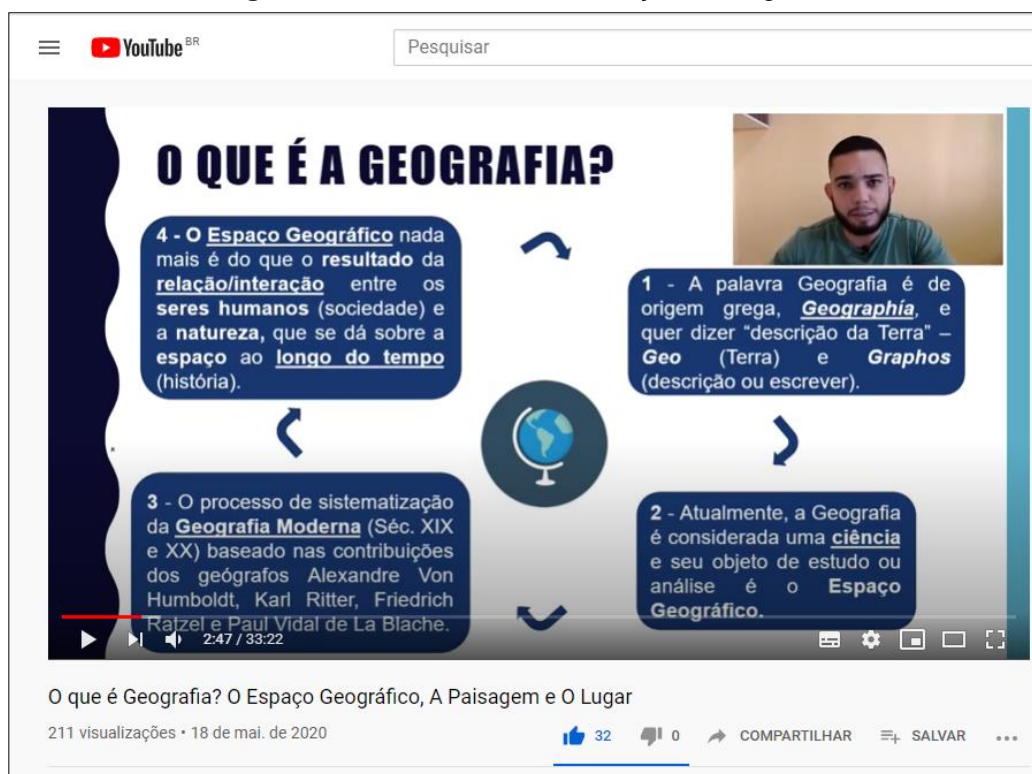 YouTube BR
Pesquisar
O QUE É A GEOGRAFIA?
4 - O Espaço Geográfico nada
mais é do que o resultado da
relação/interação entre os
seres humanos (sociedade) e
a natureza, que se dá sobre a
espaço ao longo do tempo
(história).
1 - A palavra Geografia é de
origem grega, Geographía, e
quer dizer “descrição da Terra” –
Geo (Terra) e Graphos
(descrição ou escrever).
3 - O processo de sistematização
da Geografia Moderna (Séc. XIX
e XX) baseado nas contribuições
dos geógrafos Alexandre Von
Humboldt, Karl Ritter, Friedrich
Ratzel e Paul Vidal de La Blache.
2 - Atualmente, a Geografia
é considerada uma ciência
e seu objeto de estudo ou
análise é o Espaço
Geográfico.
2:47 / 33:22
O que é Geografia? O Espaço Geográfico, A Paisagem e O Lugar
211 visualizações • 18 de mai. de 2020
32 0 COMPARTILHAR SALVAR